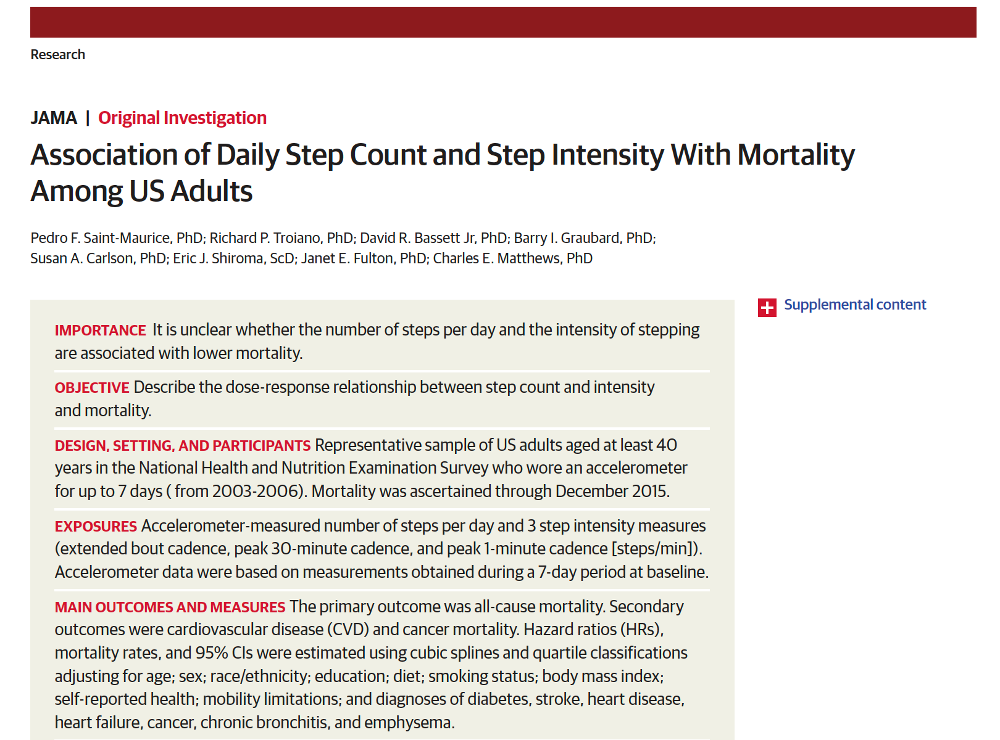 Research
JAMA | Original Investigation
Association of Daily Step Count and Step Intensity With Mortality
Among US Adults
Pedro F. Saint-Maurice, PhD; Richard P. Troiano, PhD; David R. Bassett Jr, PhD; Barry I. Graubard, PhD;
Susan A. Carlson, PhD; Eric J. Shiroma, ScD; Janet E. Fulton, PhD; Charles E. Matthews, PhD
Supplemental content
IMPORTANCE It is unclear whether the number of steps per day and the intensity of stepping
are associated with lower mortality.
OBJECTIVE Describe the dose-response relationship between step count and intensity
and mortality.
DESIGN, SETTING, AND PARTICIPANTS Representative sample of US adults aged at least 40
years in the National Health and Nutrition Examination Survey who wore an accelerometer
for up to 7 days ( from 2003-2006). Mortality was ascertained through December 2015.
EXPOSURES Accelerometer-measured number of steps per day and 3 step intensity measures
(extended bout cadence, peak 30-minute cadence, and peak 1-minute cadence [steps/min]).
Accelerometer data were based on measurements obtained during a 7-day period at baseline.
MAIN OUTCOMES AND MEASURES The primary outcome was all-cause mortality. Secondary
outcomes were cardiovascular disease (CVD) and cancer mortality. Hazard ratios (HRs),
mortality rates, and 95% CIs were estimated using cubic splines and quartile classifications
adjusting for age; sex; race/ethnicity; education; diet; smoking status; body mass index;
self-reported health; mobility limitations; and diagnoses of diabetes, stroke, heart disease,
heart failure, cancer, chronic bronchitis, and emphysema.